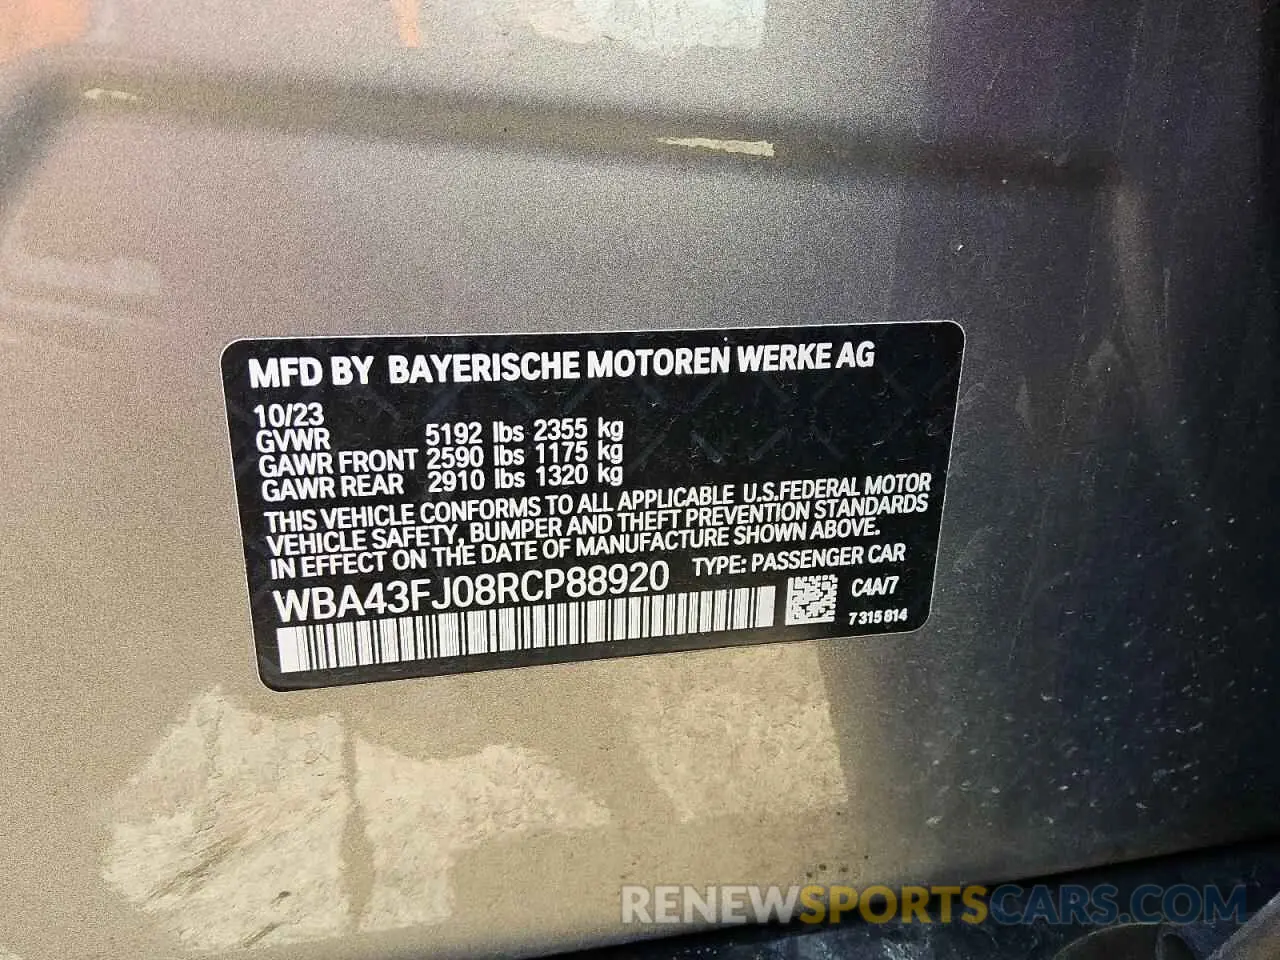 MFD BY BAYERISCHE MOTOREN WERKE AG
10/23
GVWR 5192 lbs 2355 kg
GAWR FRONT 2590 lbs 1175 kg
GAWR REAR 2910 lbs 1320 kg
THIS VEHICLE CONFORMS TO ALL APPLICABLE U.S.FEDERAL MOTOR
VEHICLE SAFETY, BUMPER AND THEFT PREVENTION STANDARDS
IN EFFECT ON THE DATE OF MANUFACTURE SHOWN ABOVE.
WBA43FJ08RCP88920 TYPE: PASSENGER CAR
C4A/7
7 315 814
RENEWSPORTSCARS.COM